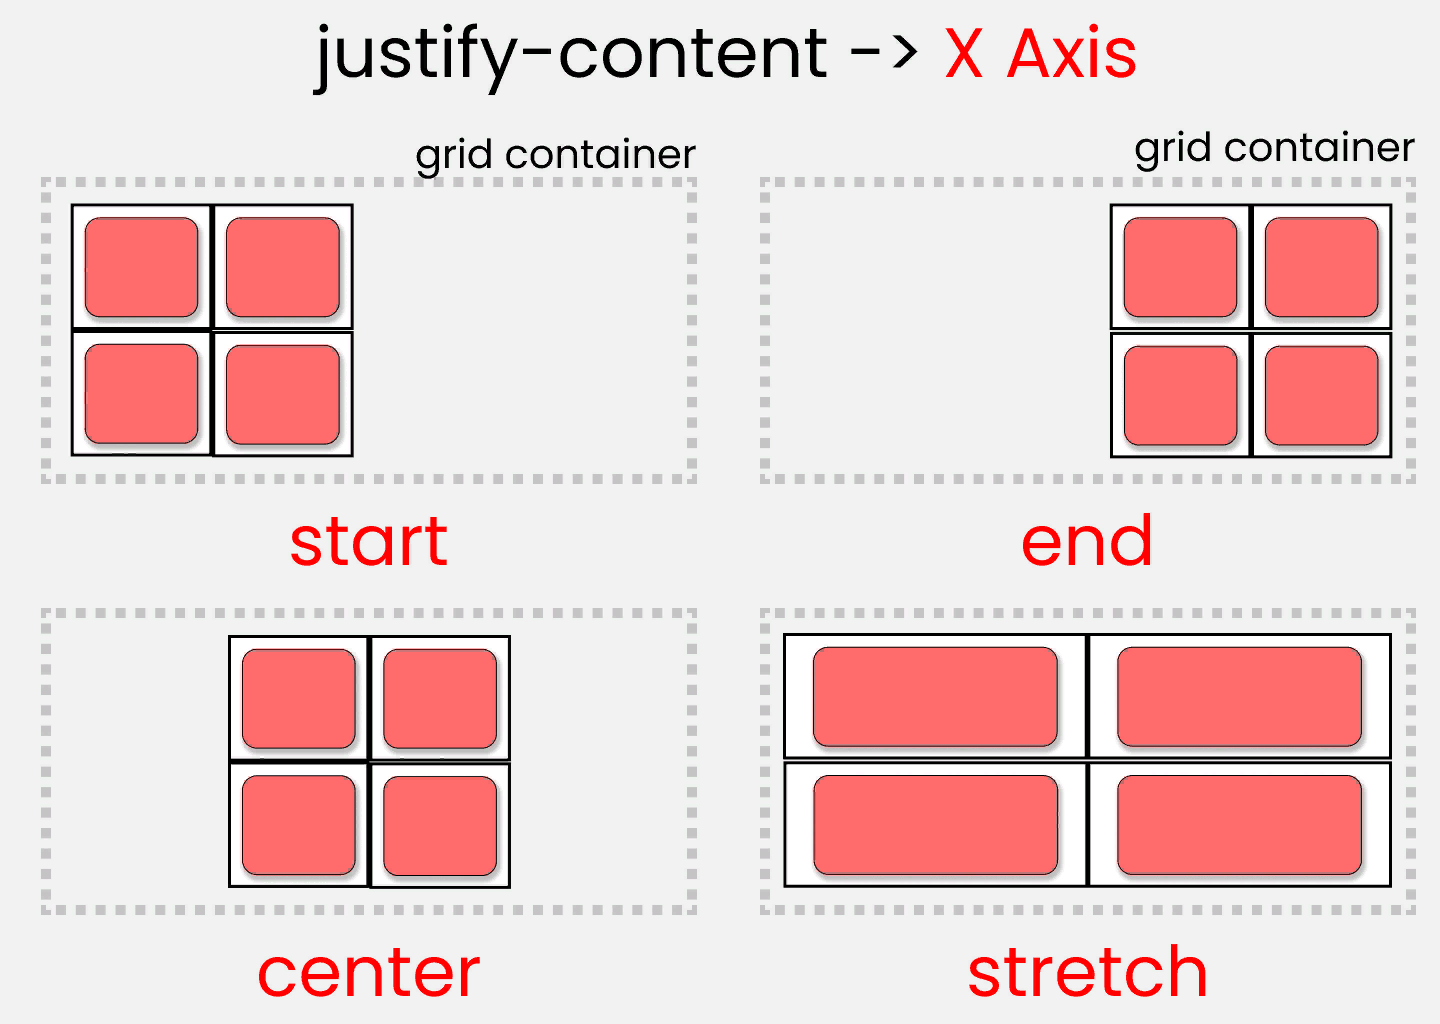 justify-content -> X Axis
grid container
grid container
start
end
center
stretch